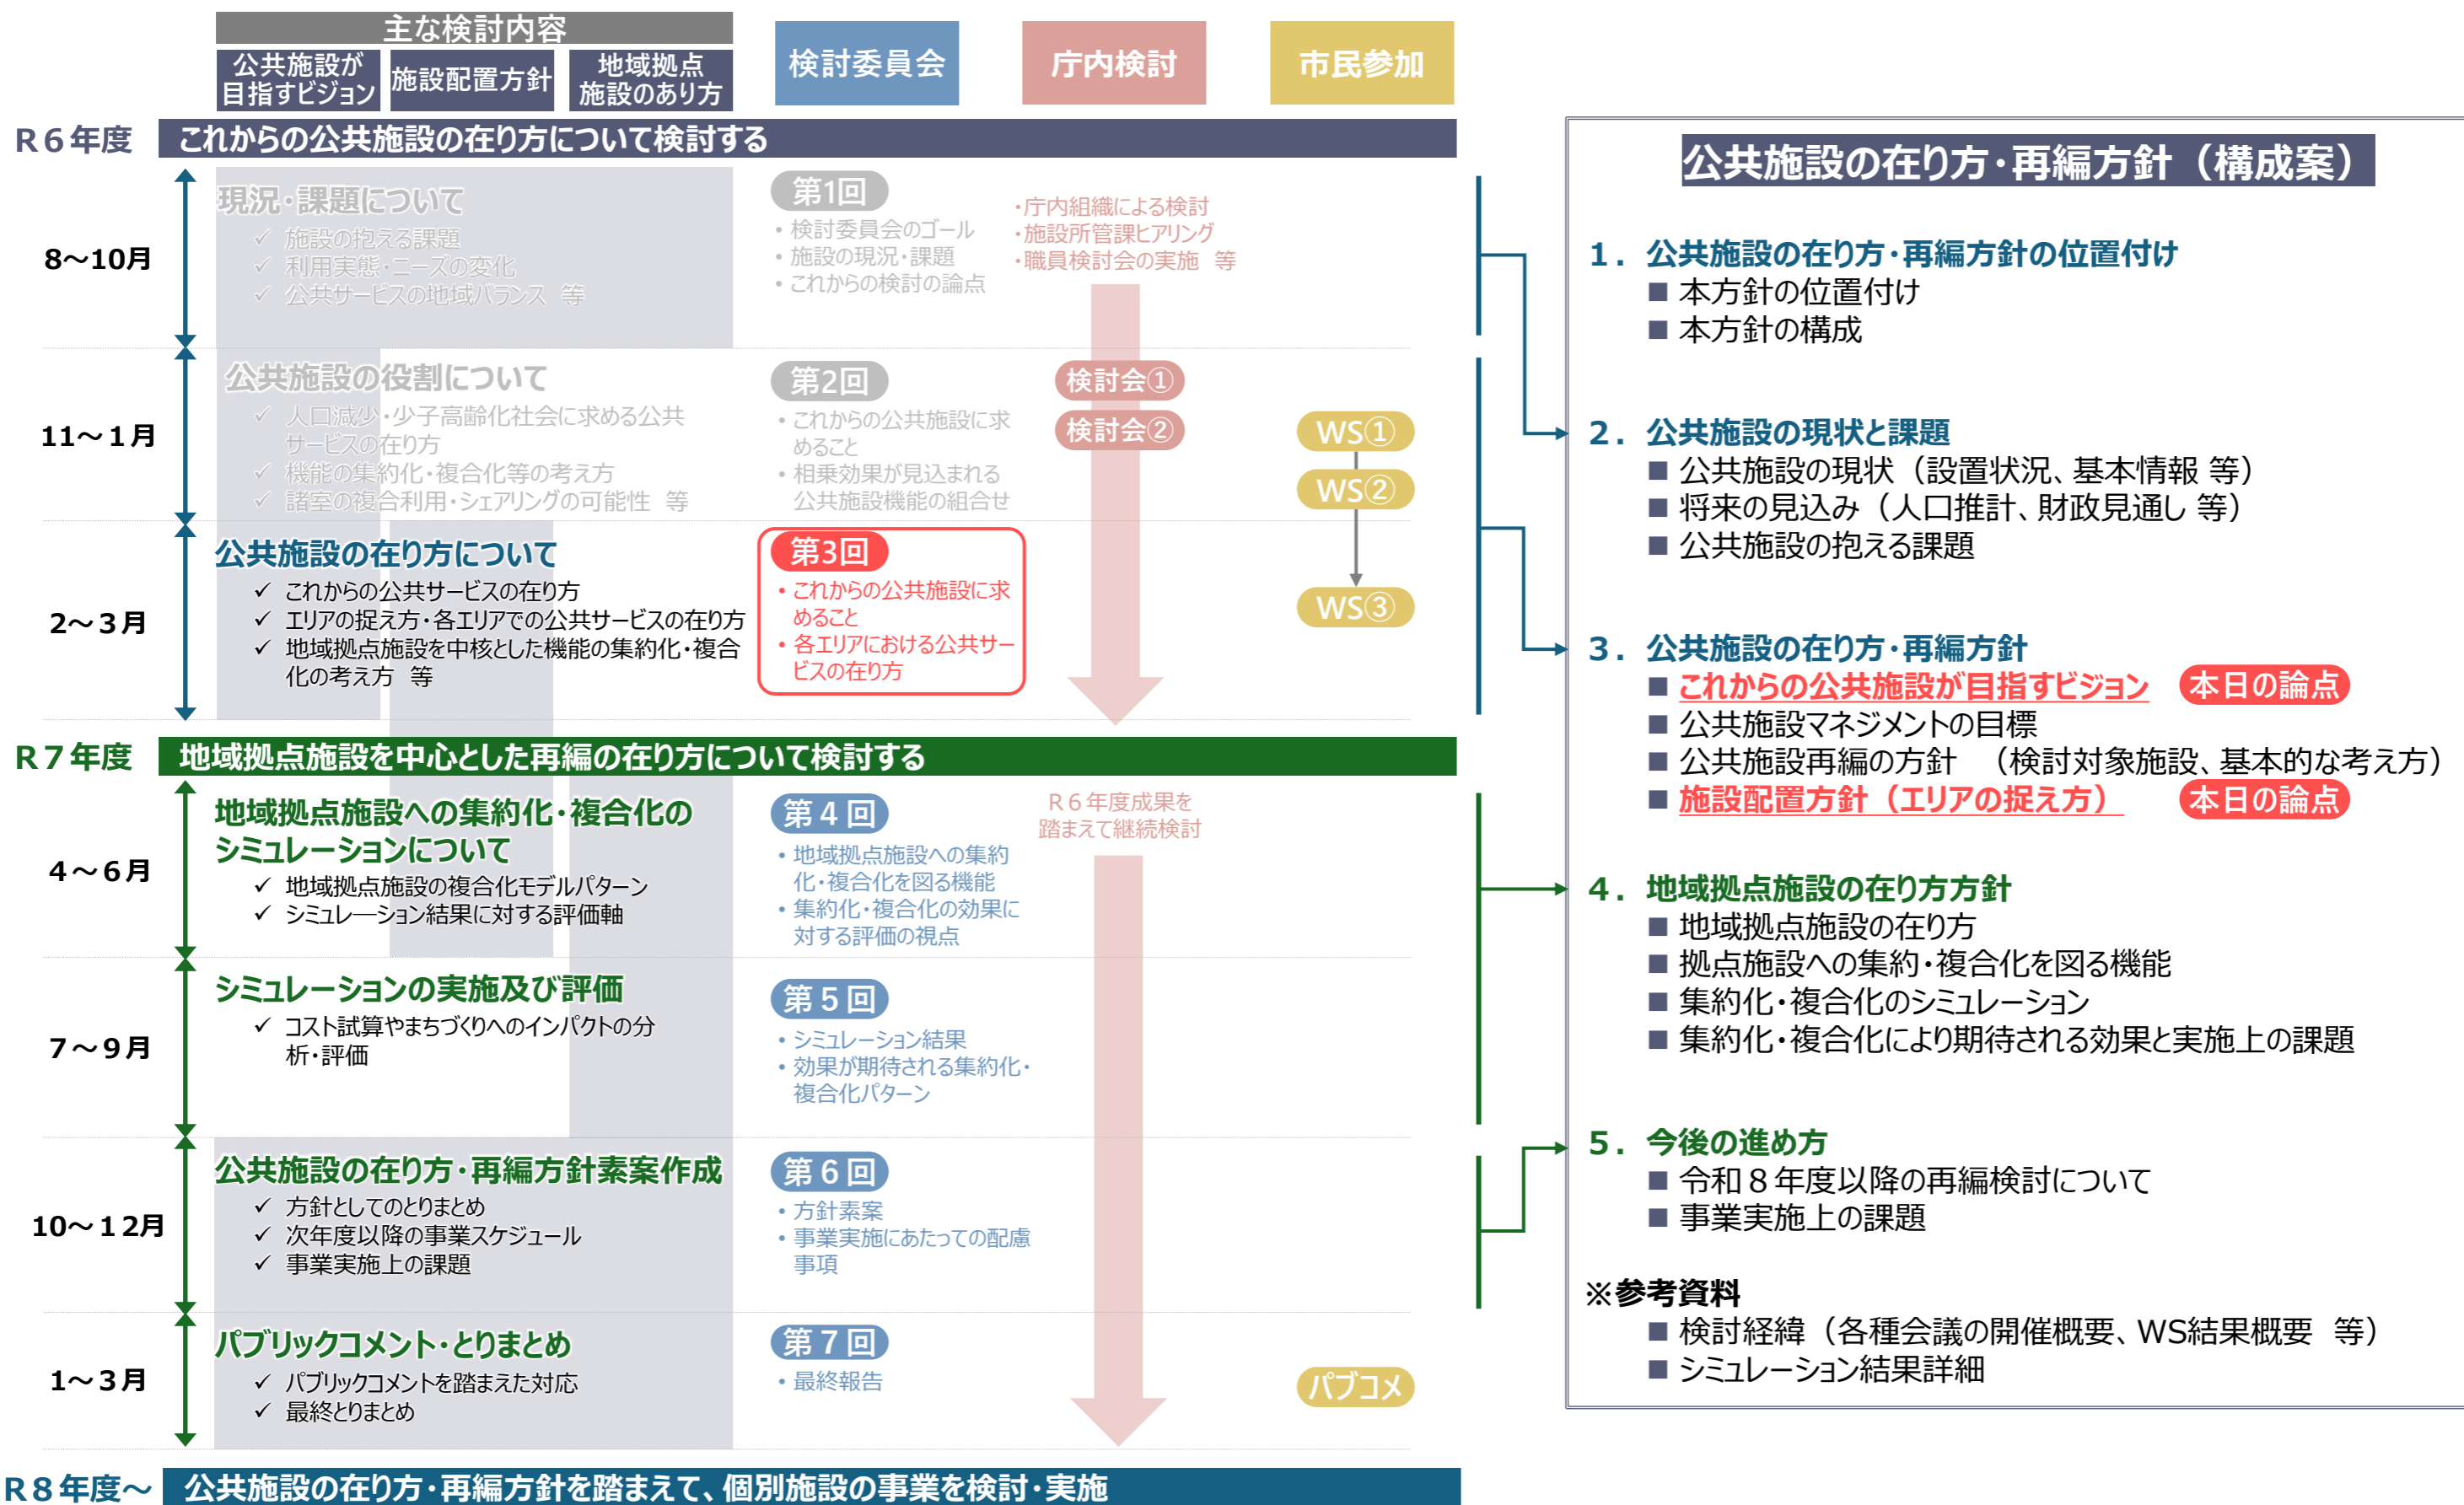 主な検討内容
公共施設が
目指すビジョン
施設配置方針
地域拠点
施設のあり方
検討委員会
庁内検討
市民参加
R6年度
これからの公共施設の在り方について検討する
8～10月
現況・課題について
✓ 施設の抱える課題
✓ 利用実態・ニーズの変化
✓ 公共サービスの地域バランス 等
第1回
・検討委員会のゴール
・施設の現況・課題
・これからの検討の論点
・庁内組織による検討
・施設所管課ヒアリング
・職員検討会の実施 等
11～1月
公共施設の役割について
✓ 人口減少・少子高齢化社会に求める公共
サービスの在り方
✓ 機能の集約化・複合化等の考え方
✓ 諸室の複合利用・シェアリングの可能性 等
第2回
・これからの公共施設に求
めること
・相乗効果が見込まれる
公共施設機能の組合せ
検討会①
検討会②
WS①
WS②
2～3月
公共施設の在り方について
✓ これからの公共サービスの在り方
✓ エリアの捉え方・各エリアでの公共サービスの在り方
✓ 地域拠点施設を中核とした機能の集約化・複合
化の考え方 等
第3回
・これからの公共施設に求
めること
・各エリアにおける公共サー
ビスの在り方
WS③
R7年度
地域拠点施設を中心とした再編の在り方について検討する
4～6月
地域拠点施設への集約化・複合化の
シミュレーションについて
✓ 地域拠点施設の複合化モデルパターン
✓ シミュレ―ション結果に対する評価軸
第4回
・地域拠点施設への集約
化・複合化を図る機能
・集約化・複合化の効果に
対する評価の視点
R6年度成果を
踏まえて継続検討
7～9月
シミュレーションの実施及び評価
✓ コスト試算やまちづくりへのインパクトの分
析・評価
第5回
・シミュレーション結果
・効果が期待される集約化・
複合化パターン
10～12月
公共施設の在り方・再編方針素案作成
✓ 方針としてのとりまとめ
✓ 次年度以降の事業スケジュール
✓ 事業実施上の課題
第6回
・方針素案
・事業実施にあたっての配慮
事項
1～3月
パブリックコメント・とりまとめ
✓ パブリックコメントを踏まえた対応
✓ 最終とりまとめ
第7回
・最終報告
パブコメ
R8年度～
公共施設の在り方・再編方針を踏まえて、個別施設の事業を検討・実施
公共施設の在り方・再編方針（構成案）
1. 公共施設の在り方・再編方針の位置付け
■ 本方針の位置付け
■ 本方針の構成
2. 公共施設の現状と課題
■ 公共施設の現状（設置状況、基本情報 等）
■ 将来の見込み（人口推計、財政見通し 等）
■ 公共施設の抱える課題
3. 公共施設の在り方・再編方針
■ これからの公共施設が目指すビジョン 本日の論点
■ 公共施設マネジメントの目標
■ 公共施設再編の方針 （検討対象施設、基本的な考え方）
■ 施設配置方針（エリアの捉え方） 本日の論点
4. 地域拠点施設の在り方方針
■ 地域拠点施設の在り方
■ 拠点施設への集約・複合化を図る機能
■ 集約化・複合化のシミュレーション
■ 集約化・複合化により期待される効果と実施上の課題
5. 今後の進め方
■ 令和8年度以降の再編検討について
■ 事業実施上の課題
※参考資料
■ 検討経緯（各種会議の開催概要、WS結果概要 等）
■ シミュレーション結果詳細